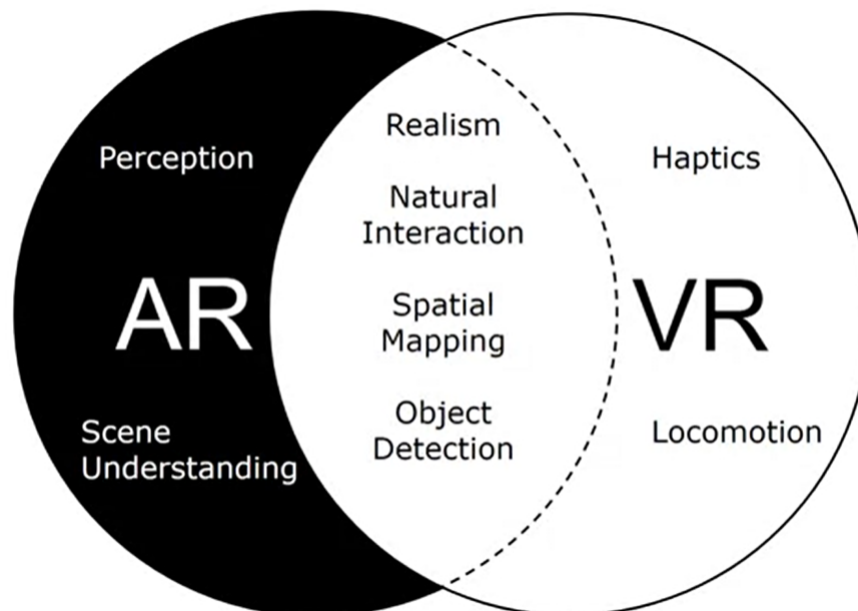 Perception
AR
Scene
Understanding
Realism
Natural
Interaction
Spatial
Mapping
Object
Detection
Haptics
VR
Locomotion